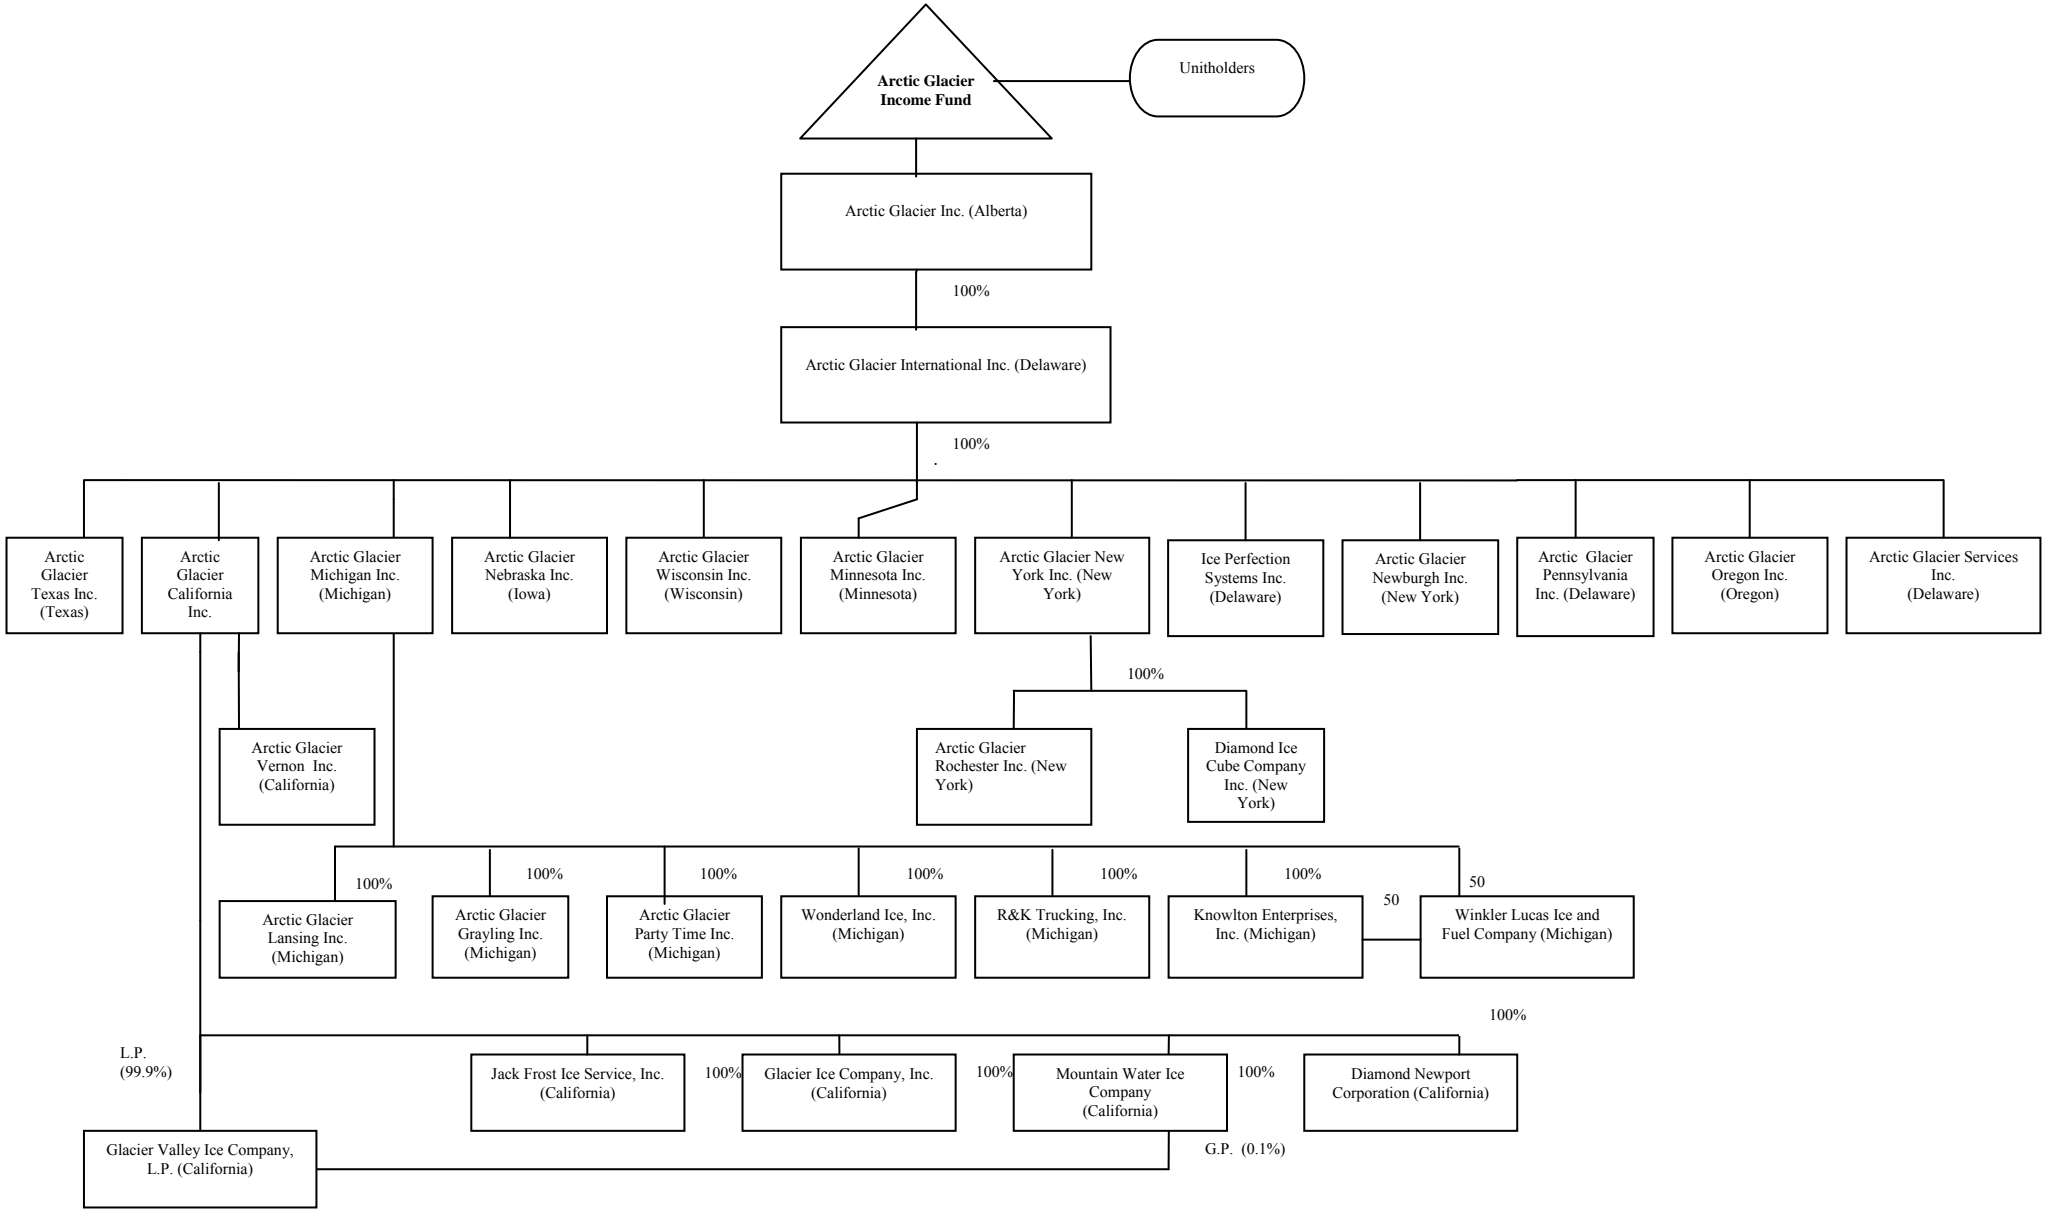 Arctic Glacier
Income Fund
Unitholders
Arctic Glacier Inc. (Alberta)
100%
Arctic Glacier International Inc. (Delaware)
100%
.
Arctic
Glacier
Texas Inc.
(Texas)
Arctic
Glacier
California
Inc.
Arctic Glacier
Michigan Inc.
(Michigan)
Arctic Glacier
Nebraska Inc.
(Iowa)
Arctic Glacier
Wisconsin Inc.
(Wisconsin)
Arctic Glacier
Minnesota Inc.
(Minnesota)
Arctic Glacier New
York Inc. (New
York)
Ice Perfection
Systems Inc.
(Delaware)
Arctic Glacier
Newburgh Inc.
(New York)
Arctic  Glacier
Pennsylvania
Inc. (Delaware)
Arctic Glacier
Oregon Inc.
(Oregon)
Arctic Glacier Services
Inc.
(Delaware)
100%
Arctic Glacier
Vernon  Inc.
(California)
Arctic Glacier
Rochester Inc. (New
York)
Diamond Ice
Cube Company
Inc. (New
York)
100%
100%
100%
100%
100%
100%
50
50
Arctic Glacier
Lansing Inc.
(Michigan)
Arctic Glacier
Grayling Inc.
(Michigan)
Arctic Glacier
Party Time Inc.
(Michigan)
Wonderland Ice, Inc.
(Michigan)
R&K Trucking, Inc.
(Michigan)
Knowlton Enterprises,
Inc. (Michigan)
Winkler Lucas Ice and
Fuel Company (Michigan)
100%
L.P.
(99.9%)
Jack Frost Ice Service, Inc.
(California)
100%
Glacier Ice Company, Inc.
(California)
100%
Mountain Water Ice
Company
(California)
100%
Diamond Newport
Corporation (California)
Glacier Valley Ice Company,
L.P. (California)
G.P.  (0.1%)